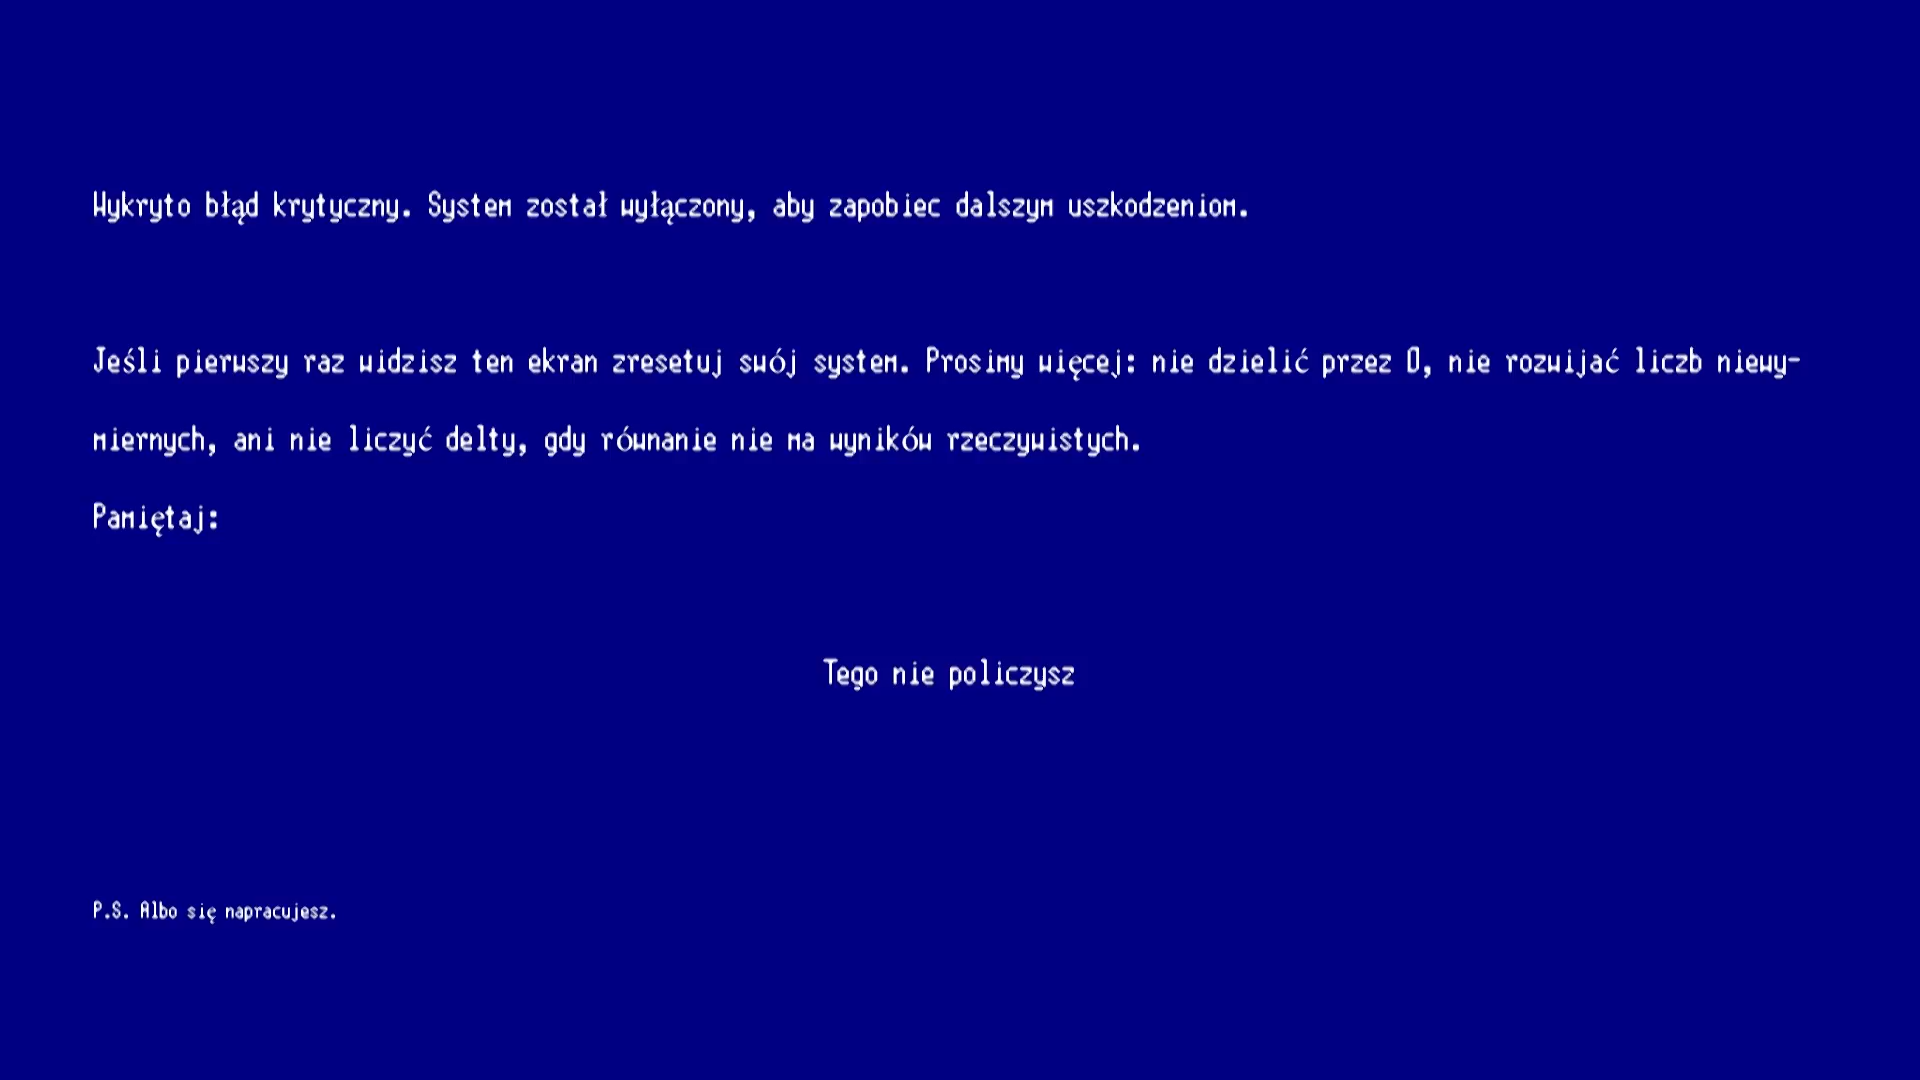 Wykryto błąd krytyczny. System został wyłączony, aby zapobiec dalszym uszkodzeniom.
Jeśli pierwszy raz widzisz ten ekran zresetuj swój system. Prosimy więcej: nie dzielić przez 0, nie rozwijać liczb niewy-
miernych, ani nie liczyć delty, gdy równanie nie ma wyników rzeczywistych.
Pamiętaj:
Tego nie policzysz
P.S. Albo się napracujesz.